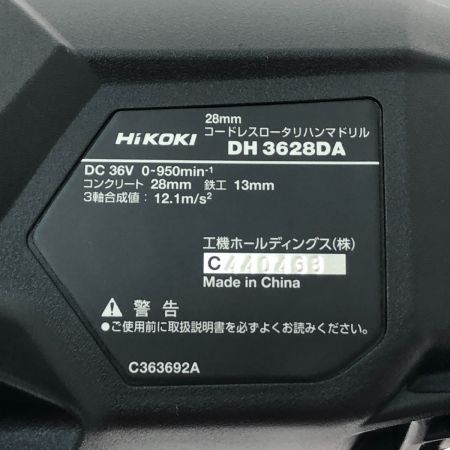 28mm
コードレスロータリハンマドリル
HiKOKI DH 3628DA
DC 36V 0-950min-1
コンクリート 28mm 鉄工 13mm
3軸合成値: 12.1m/s2
工機ホールディングス(株)
C 440468
Made in China
警告
●ご使用前に取扱説明書を必ずよくお読みください。
C363692A